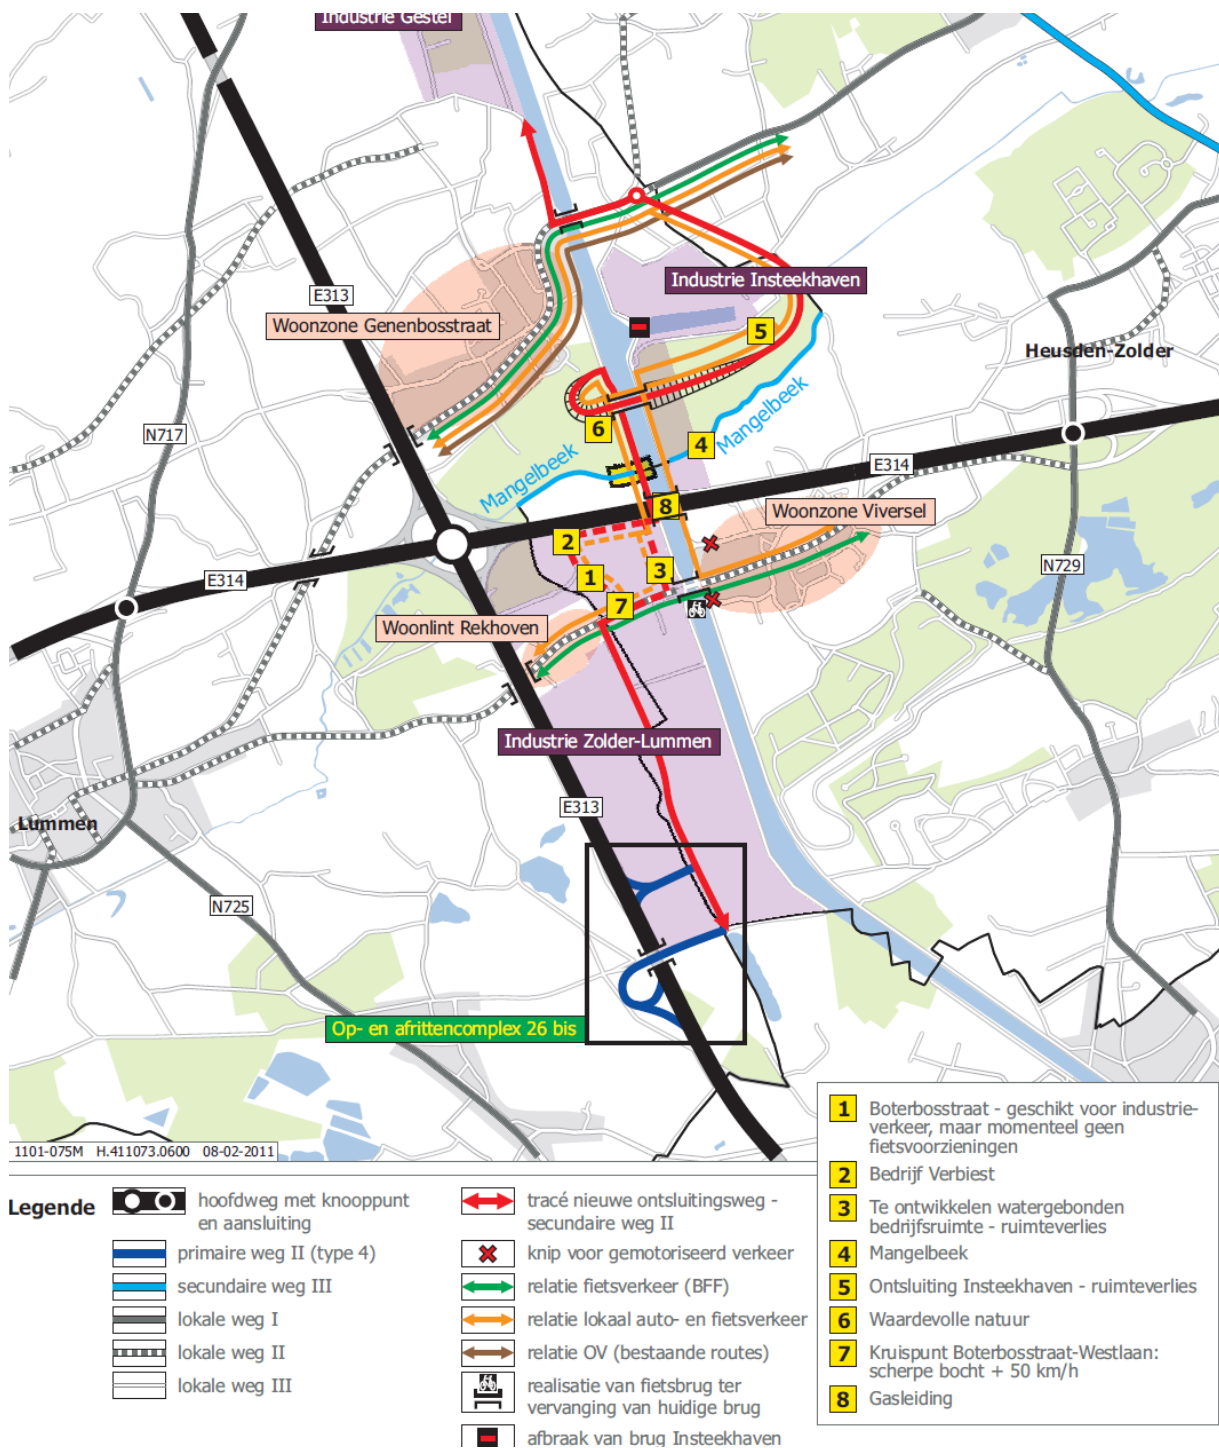 Industrie Gestel
E313
Woonzone Genenbosstraat
Industrie Insteekhaven
5
Heusden-Zolder
N717
6
Mangelbeek
4
Mangelbeek
E314
8
Woonzone Viversel
2
E314
1
3
N729
7
Woonlint Rekhoven
Industrie Zolder-Lummen
E313
Lummen
N725
Op- en afrittencomplex 26 bis
1101-075M H.411073.0600 08-02-2011
Legende
hoofdweg met knooppunt
en aansluiting
primaire weg II (type 4)
secundaire weg III
lokale weg I
lokale weg II
lokale weg III
tracé nieuwe ontsluitingsweg -
secundaire weg II
knip voor gemotoriseerd verkeer
relatie fietsverkeer (BFF)
relatie lokaal auto- en fietsverkeer
relatie OV (bestaande routes)
realisatie van fietsbrug ter
vervanging van huidige brug
afbraak van brug Insteekhaven
1 Boterbosstraat - geschikt voor industrie-
verkeer, maar momenteel geen
fietsvoorzieningen
2 Bedrijf Verbiest
3 Te ontwikkelen watergebonden
bedrijfsruimte - ruimteverlies
4 Mangelbeek
5 Ontsluiting Insteekhaven - ruimteverlies
6 Waardevolle natuur
7 Kruispunt Boterbosstraat-Westlaan:
scherpe bocht + 50 km/h
8 Gasleiding